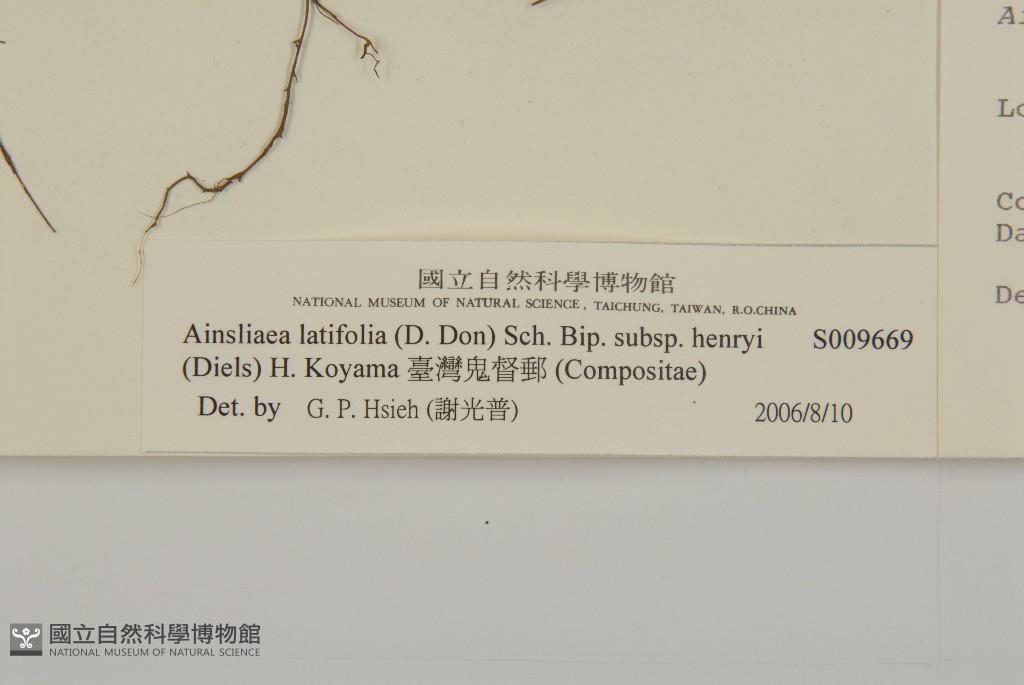 國立自然科學博物館
NATIONAL MUSEUM OF NATURAL SCIENCE, TAICHUNG, TAIWAN, R.O.CHINA
Ainsliaea latifolia (D. Don) Sch. Bip. subsp. henryi S009669
(Diels) H. Koyama 臺灣鬼督郵 (Compositae)
Det. by G. P. Hsieh (謝光普) 2006/8/10
國立自然科學博物館
NATIONAL MUSEUM OF NATURAL SCIENCE